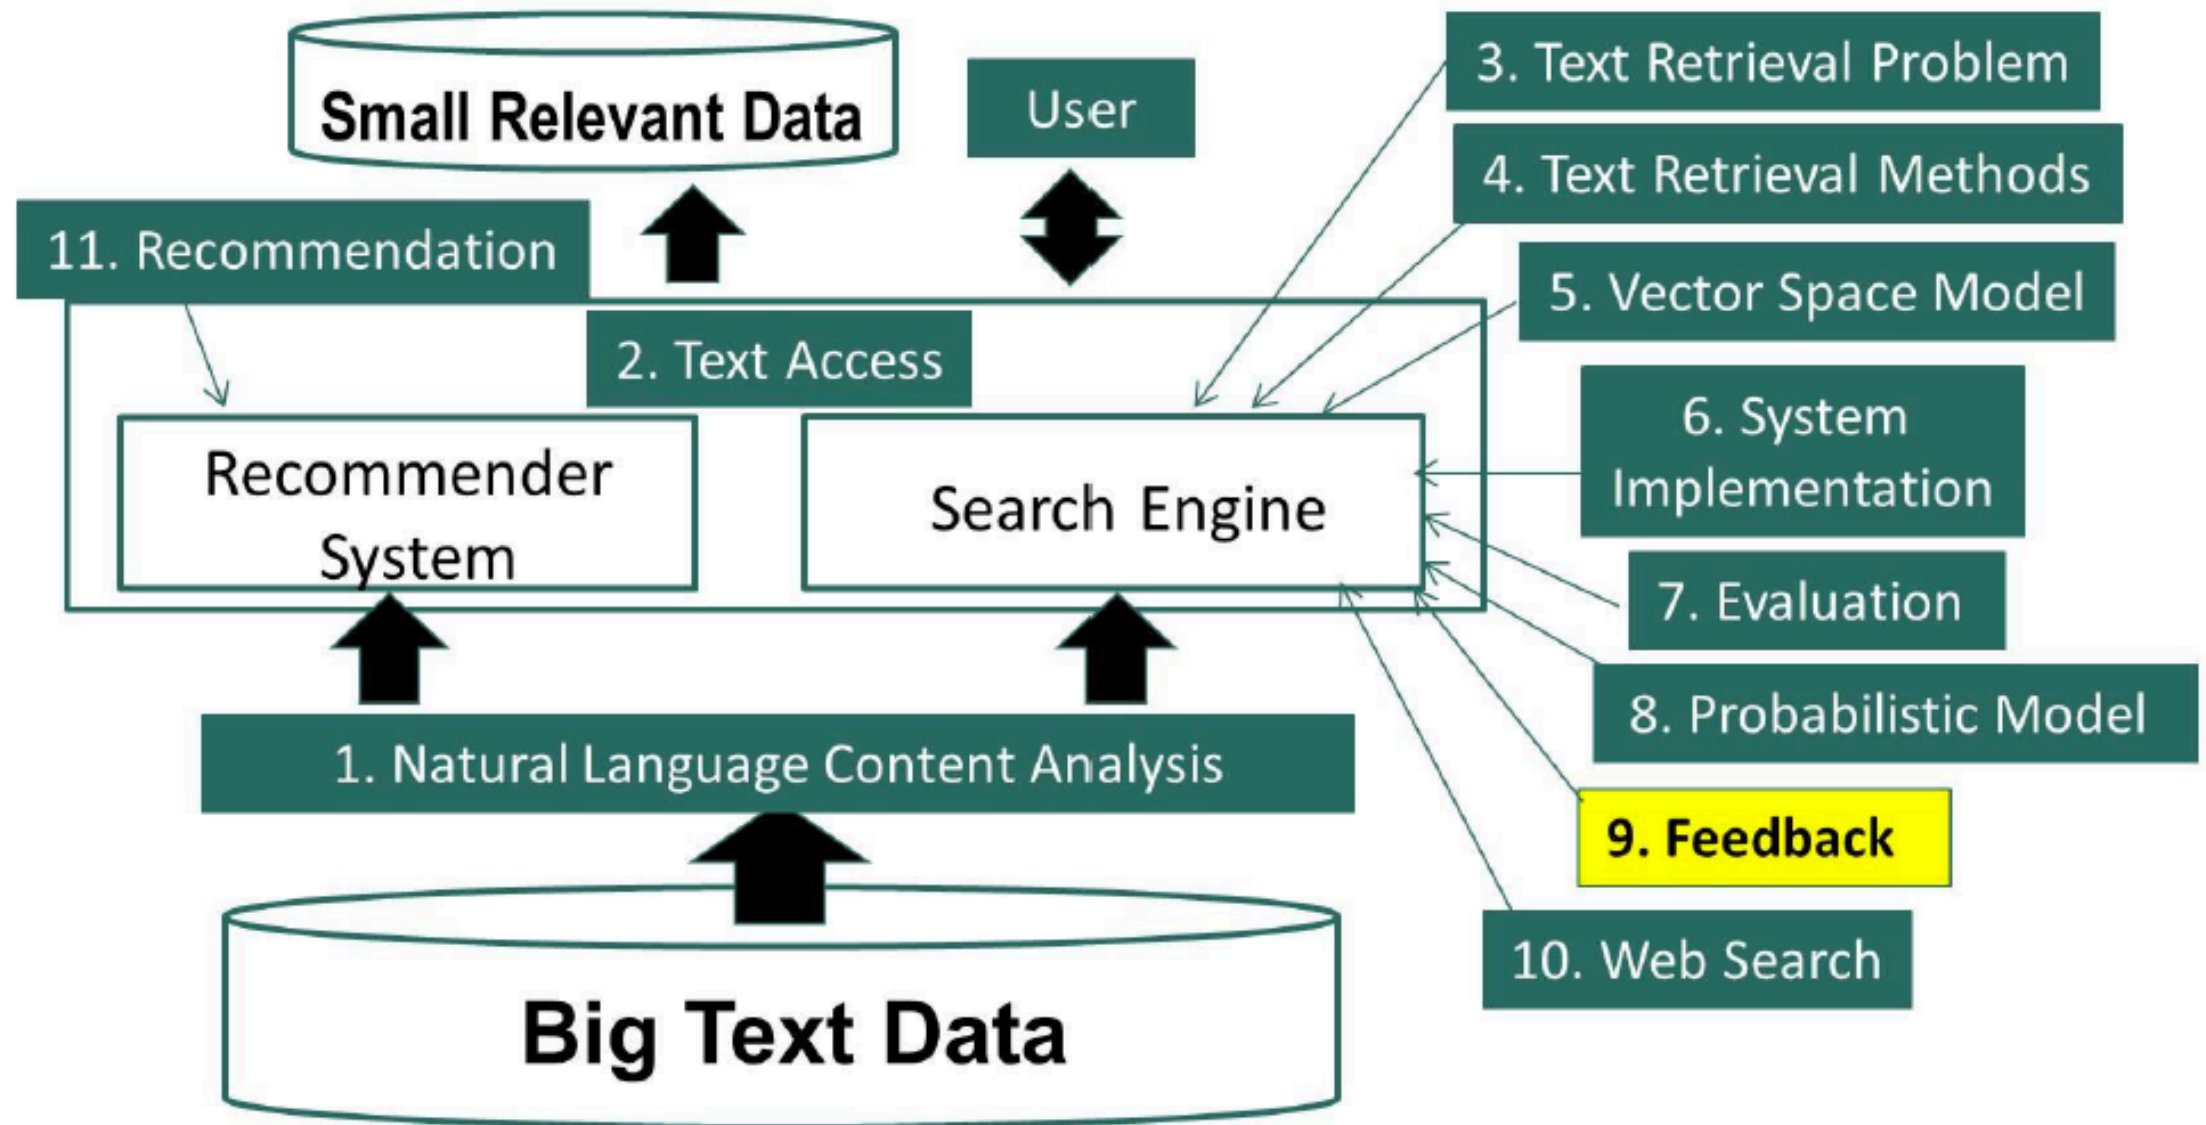 Small Relevant Data
User
3. Text Retrieval Problem
4. Text Retrieval Methods
11. Recommendation
5. Vector Space Model
2. Text Access
6. System
Implementation
Recommender
System
Search Engine
7. Evaluation
8. Probabilistic Model
1. Natural Language Content Analysis
9. Feedback
10. Web Search
Big Text Data